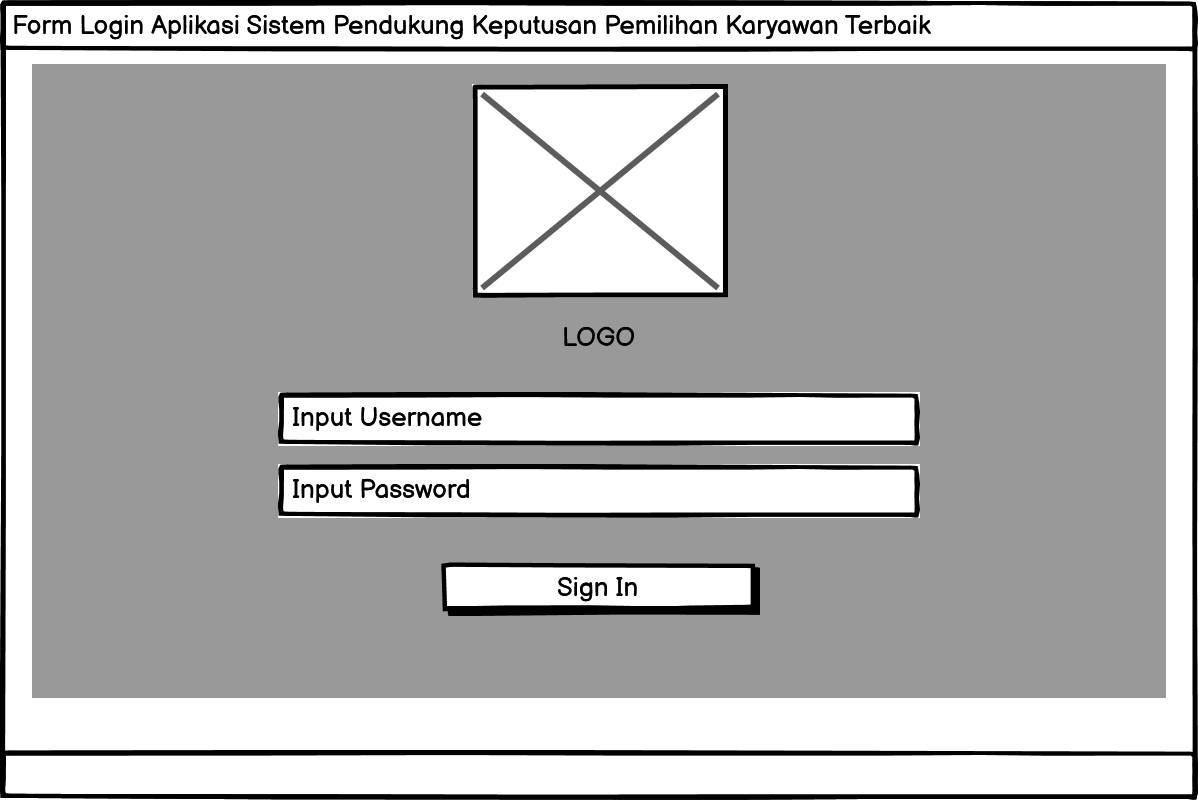 Form Login Aplikasi Sistem Pendukung Keputusan Pemilihan Karyawan Terbaik
LOGO
Input Username
Input Password
Sign In